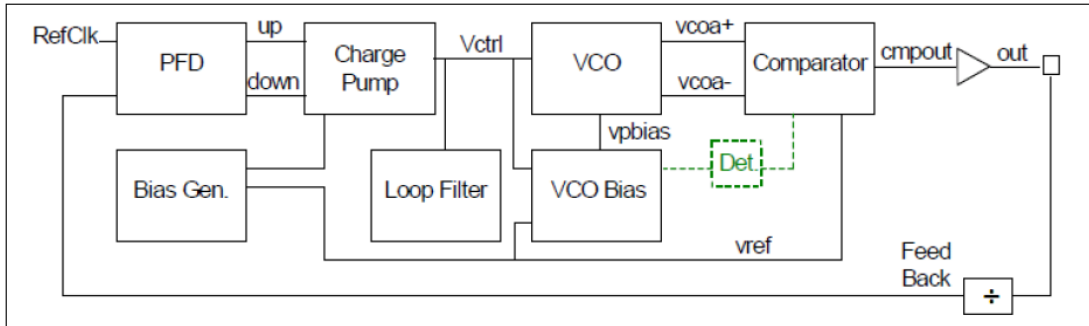 RefClk
PFD
up
down
Charge
Pump
Vctrl
VCO
vcoa+
vcoa-
Comparator
cmpout
out
vpbias
Bias Gen.
Loop Filter
VCO Bias
Det.
vref
Feed
Back
÷